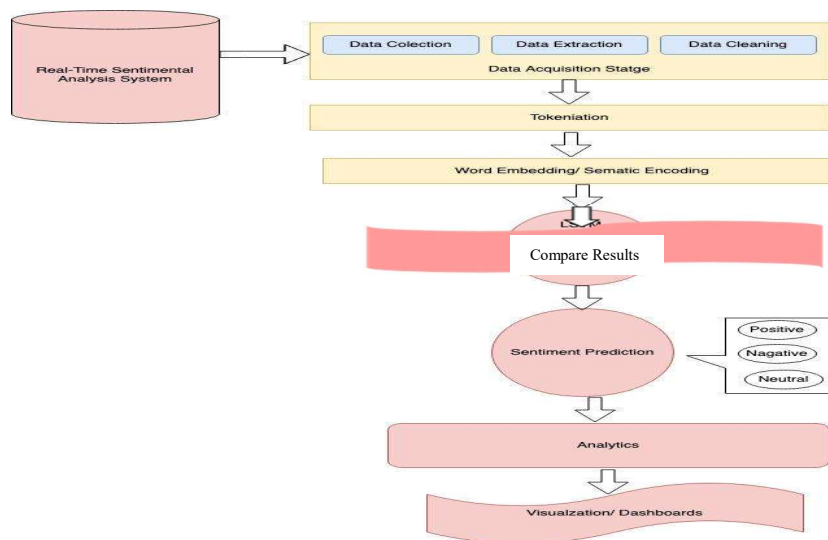 Real-Time Sentimental
Analysis System
Data Colection
Data Extraction
Data Cleaning
Data Acquisition Statge
Tokeniation
Word Embedding/ Sematic Encoding
Compare Results
Sentiment Prediction
Positive
Nagative
Neutral
Analytics
Visualzation/ Dashboards